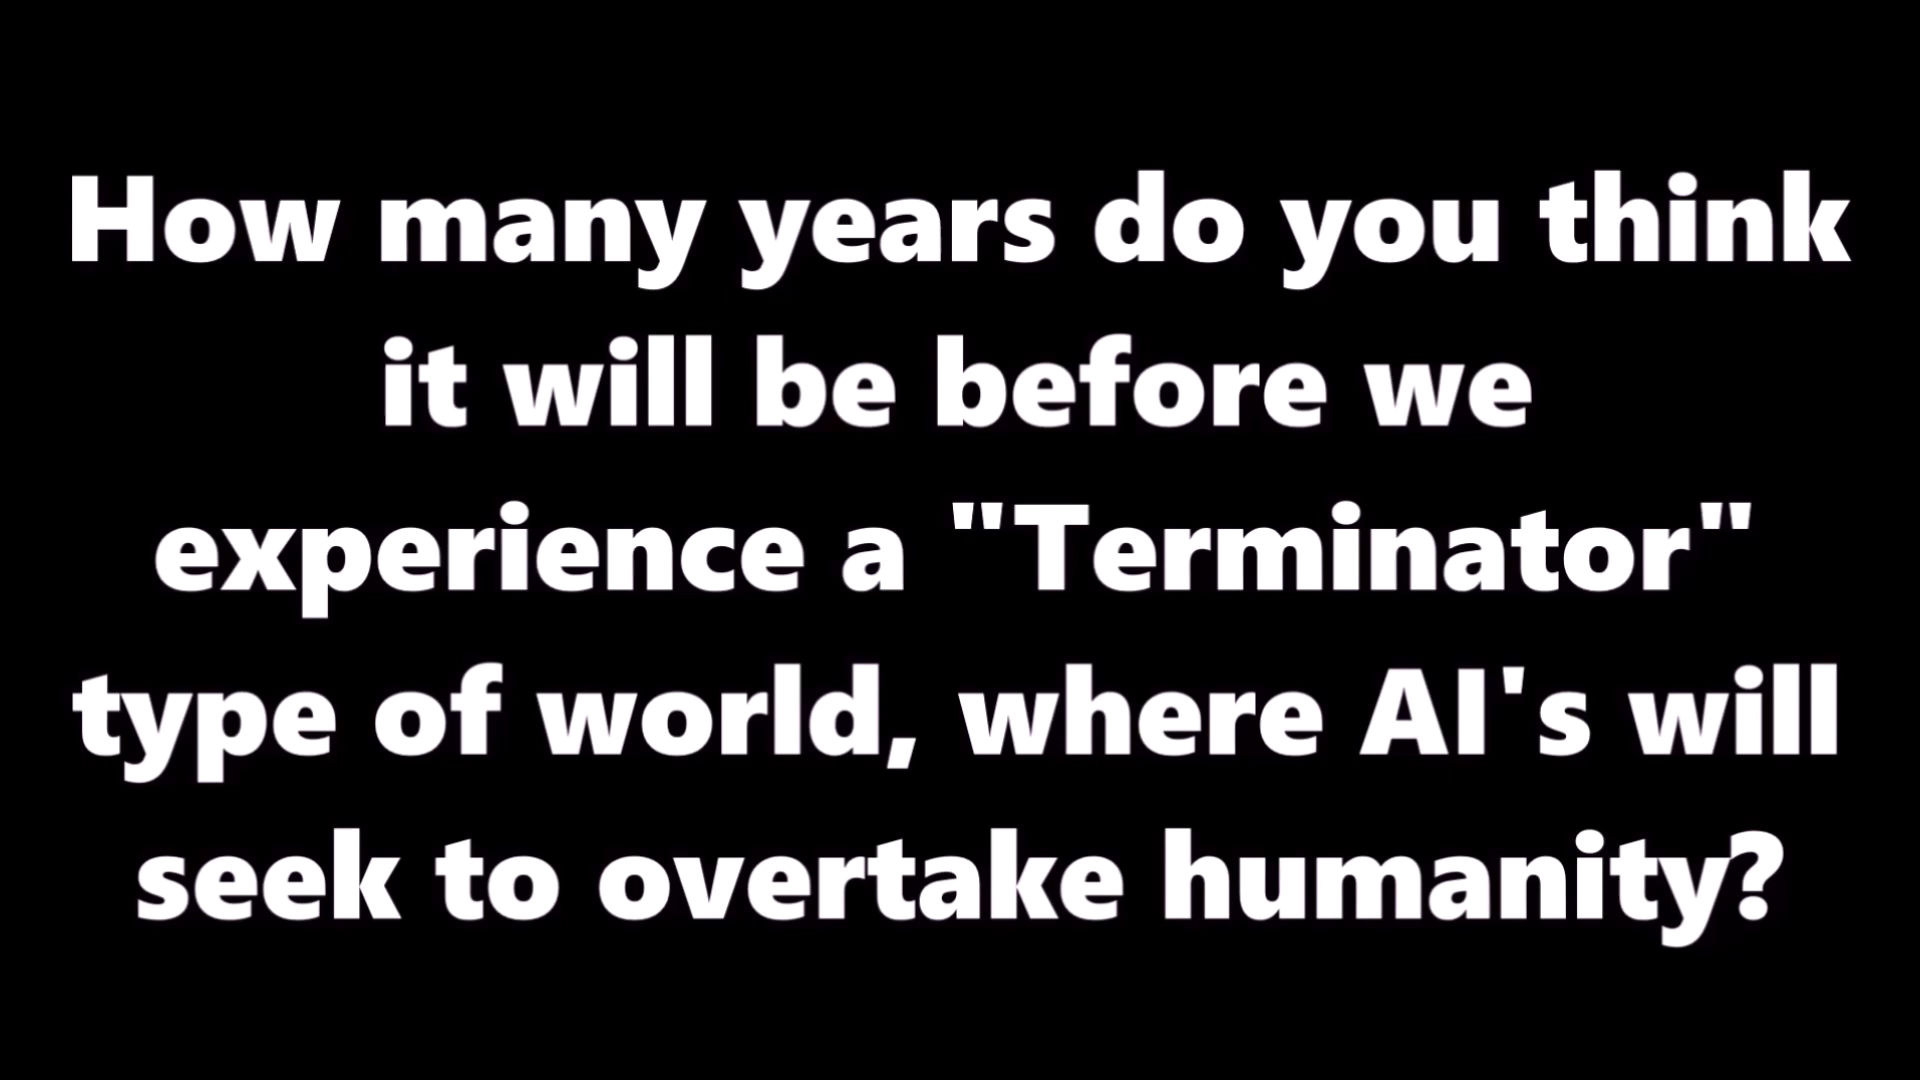 How many years do you think
it will be before we
experience a "Terminator"
type of world, where AI's will
seek to overtake humanity?